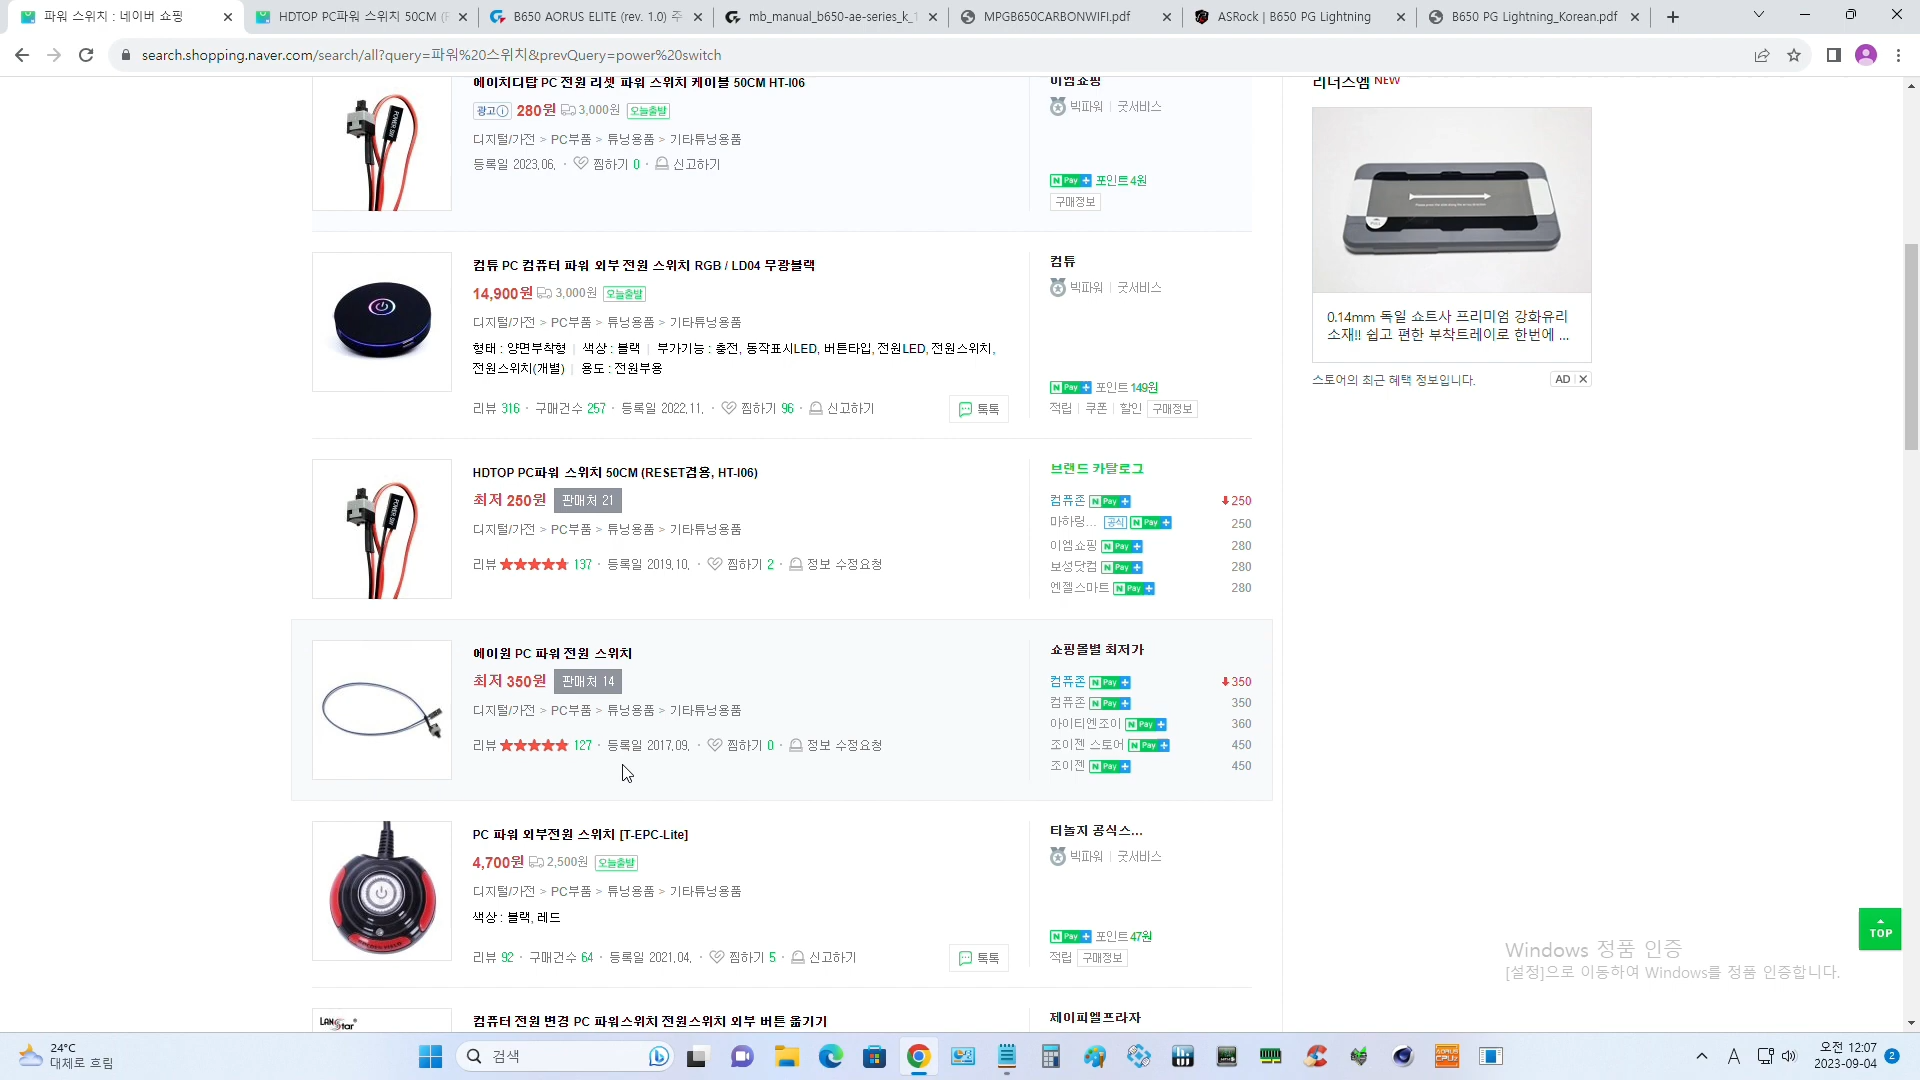 파워 스위치 : 네이버 쇼핑
HDTOP PC파워 스위치 50CM (F
B650 AORUS ELITE (rev. 1.0) 주
mb_manual_b650-ae-series_k_1
MPGB650CARBONWIFI.pdf
ASRock | B650 PG Lightning
B650 PG Lightning_Korean.pdf
search.shopping.naver.com/search/all?query=파워%20스위치&prevQuery=power%20switch
에이치디탑 PC 전원 리셋 파워 스위치 케이블 50CM HT-I06
광고ⓘ 280원 3,000원 오늘출발
디지털/가전 > PC부품 > 튜닝용품 > 기타튜닝용품
등록일 2023.06. · 찜하기 0 · 신고하기
이엠쇼핑
빅파워 | 굿서비스
N Pay + 포인트 4원
구매정보
컴튜 PC 컴퓨터 파워 외부 전원 스위치 RGB / LD04 무광블랙
14,900원 3,000원 오늘출발
디지털/가전 > PC부품 > 튜닝용품 > 기타튜닝용품
형태 : 양면부착형 | 색상 : 블랙 | 부가기능 : 충전, 동작표시LED, 버튼타입, 전원LED, 전원스위치,
전원스위치(개별) | 용도 : 전원부용
리뷰 316 · 구매건수 257 · 등록일 2022.11. · 찜하기 96 · 신고하기
톡톡
컴튜
빅파워 | 굿서비스
N Pay + 포인트 149원
적립 | 쿠폰 | 할인 구매정보
HDTOP PC파워 스위치 50CM (RESET겸용, HT-I06)
최저 250원 판매처 21
디지털/가전 > PC부품 > 튜닝용품 > 기타튜닝용품
리뷰 ★★★★★ 137 · 등록일 2019.10. · 찜하기 2 · 정보 수정요청
브랜드 카탈로그
컴퓨존 N Pay + 250
마하링... 공식 N Pay + 250
이엠쇼핑 N Pay + 280
보성닷컴 N Pay + 280
엔젤스마트 N Pay + 280
에이원 PC 파워 전원 스위치
최저 350원 판매처 14
디지털/가전 > PC부품 > 튜닝용품 > 기타튜닝용품
리뷰 ★★★★★ 127 · 등록일 2017.09. · 찜하기 0 · 정보 수정요청
쇼핑몰별 최저가
컴퓨존 N Pay + 350
컴퓨존 N Pay + 350
아이티엔조이 N Pay + 360
조이젠 스토어 N Pay + 450
조이젠 N Pay + 450
PC 파워 외부전원 스위치 [T-EPC-Lite]
4,700원 2,500원 오늘출발
디지털/가전 > PC부품 > 튜닝용품 > 기타튜닝용품
색상 : 블랙, 레드
리뷰 92 · 구매건수 64 · 등록일 2021.04. · 찜하기 5 · 신고하기
톡톡
티놀지 공식스...
빅파워 | 굿서비스
N Pay + 포인트 47원
적립 구매정보
LANStar
컴퓨터 전원 변경 PC 파워스위치 전원스위치 외부 버튼 옮기기
제이피엘프라자
리너스엠 NEW
0.14mm 독일 쇼트사 프리미엄 강화유리
소재!! 쉽고 편한 부착트레이로 한번에 ...
스토어의 최근 혜택 정보입니다.
AD
TOP
Windows 정품 인증
[설정]으로 이동하여 Windows를 정품 인증합니다.
24°C
대체로 흐림
검색
A
오전 12:07
2023-09-04
2